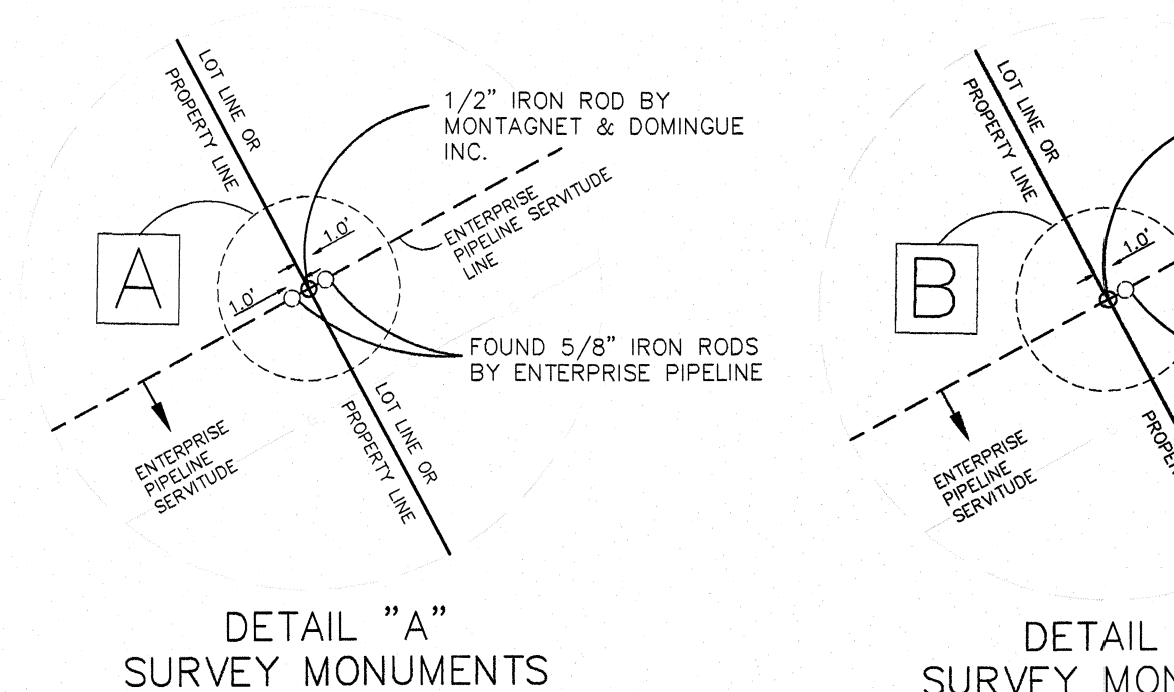 LOT LINE OR
PROPERTY LINE
1/2" IRON ROD BY
MONTAGNET & DOMINGUE
INC.
ENTERPRISE
PIPELINE SERVITUDE
LINE
1.0'
1.0'
A
FOUND 5/8" IRON RODS
BY ENTERPRISE PIPELINE
LOT LINE OR
PROPERTY LINE
ENTERPRISE
PIPELINE
SERVITUDE
DETAIL "A"
SURVEY MONUMENTS
LOT LINE OR
PROPERTY LINE
1.0'
B
ENTERPRISE
PIPELINE
SERVITUDE
DETAIL
SURVEY